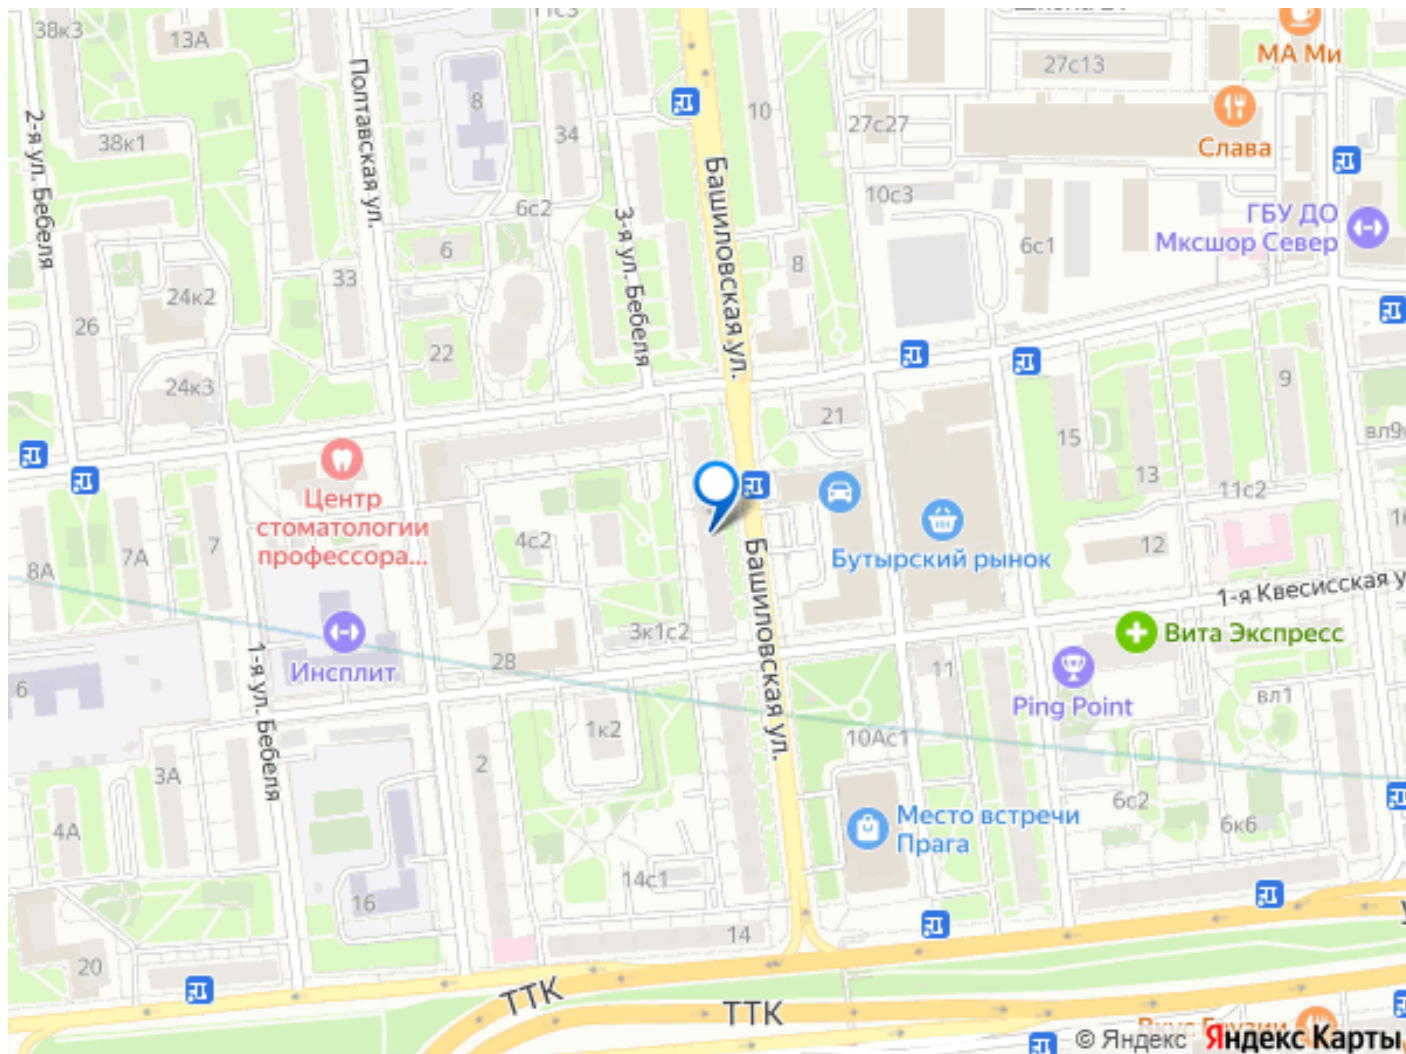 38к3
13А
11с3
МА Ми
27с13
10
27с27
Слава
8
34
38к1
2-я ул. Бебеля
Полтавская ул.
Башиловская ул.
10с3
ГБУ ДО
Мксшор Север
6с2
3-я ул. Бебеля
6
6с1
8
33
24к2
26
22
24к3
9
21
15
вл9
13
11с2
Центр
стоматологии
профессора...
4с2
12
Бутырский рынок
7
7А
8А
Башиловская ул.
1-я Квесисская у
3к1с2
Вита Экспресс
28
Инсплит
11
6
1-я ул. Бебеля
Ping Point
вл1
1к2
10Ас1
2
3А
6с2
Место встречи
Прага
6к6
4А
14с1
16
14
20
ТТК
ТТК
Вкус Грузии
© Яндекс Яндекс Карты